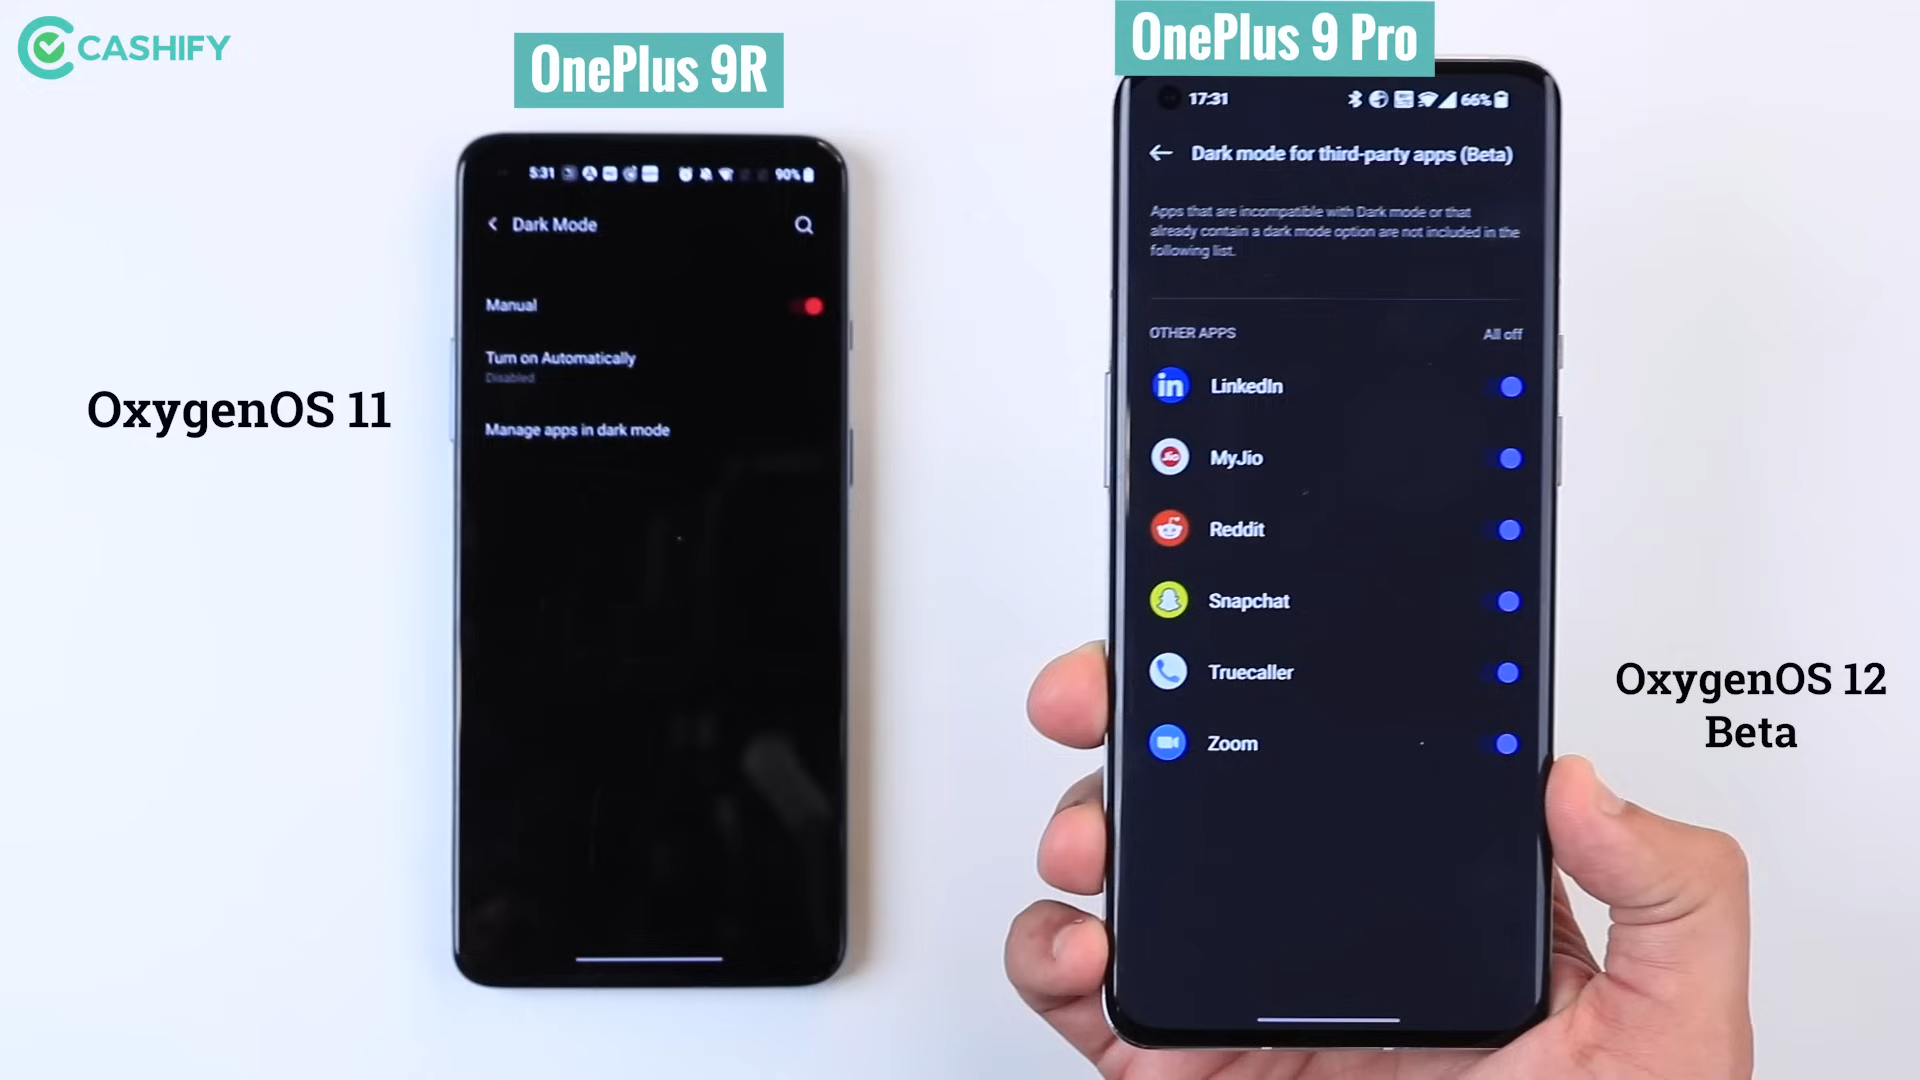 CASHIFY
OnePlus 9R
OnePlus 9 Pro
5:31
90%
Dark Mode
Manual
Turn on Automatically
Disabled
Manage apps in dark mode
OxygenOS 11
17:31
66%
Dark mode for third-party apps (Beta)
Apps that are incompatible with Dark mode or that
already contain a dark mode option are not included in the
following list.
OTHER APPS
All off
in
LinkedIn
Jio
MyJio
Reddit
Snapchat
Truecaller
Zoom
OxygenOS 12
Beta